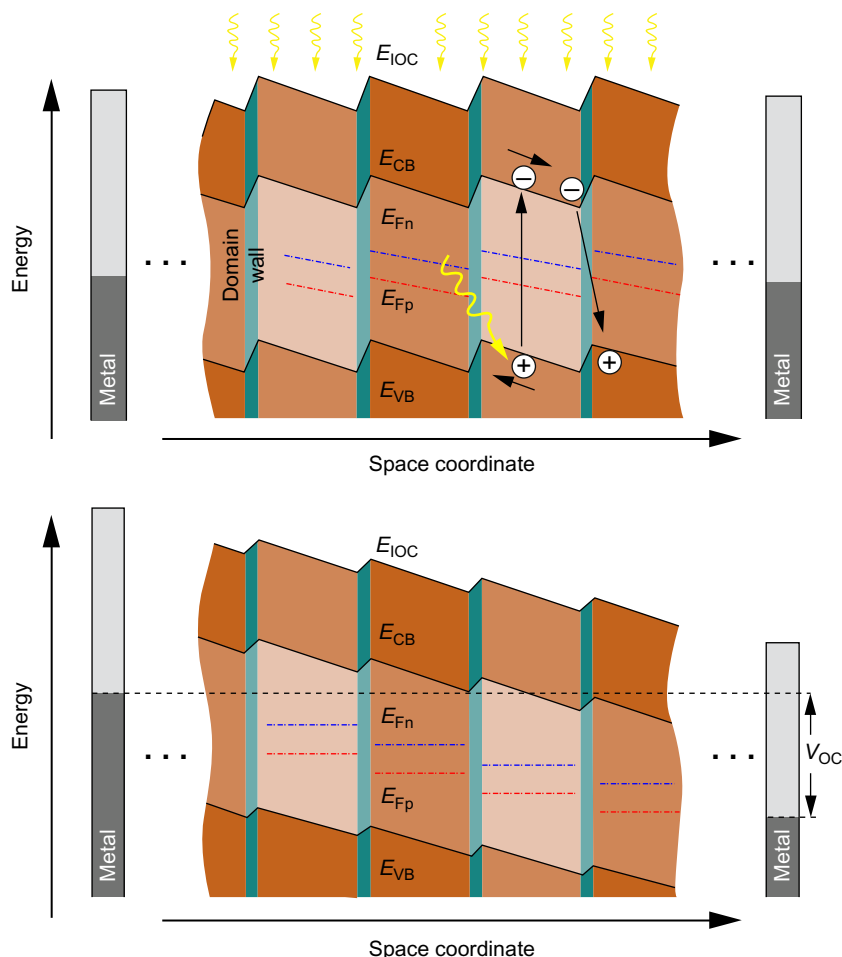 E_IOC
E_CB
E_Fn
Domain
wall
Energy
. . .
. . .
E_Fp
Metal
Metal
− −
+ +
E_VB
Space coordinate
E_IOC
E_CB
Energy
E_Fn
. . .
. . .
V_OC
E_Fp
Metal
Metal
E_VB
Space coordinate